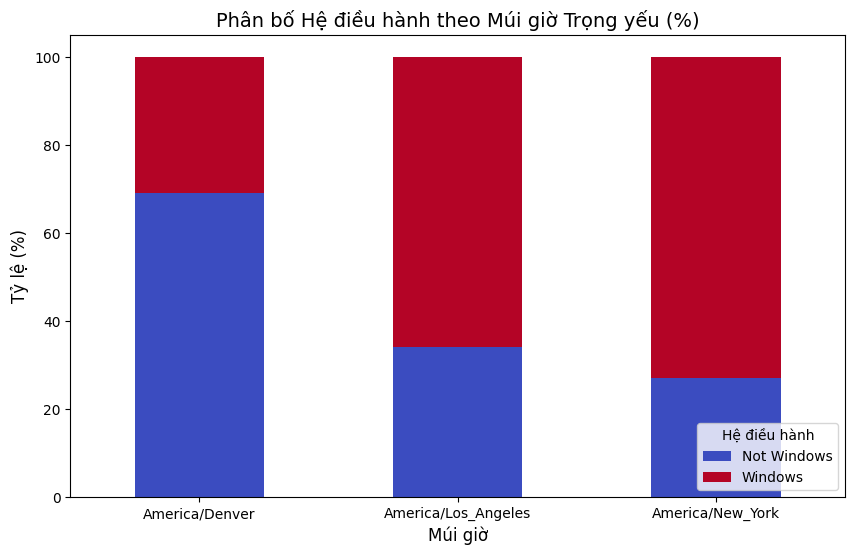 Phân bố Hệ điều hành theo Múi giờ Trọng yếu (%)
Tỷ lệ (%)
100
80
60
40
20
0
America/Denver
America/Los_Angeles
America/New_York
Múi giờ
Hệ điều hành
Not Windows
Windows